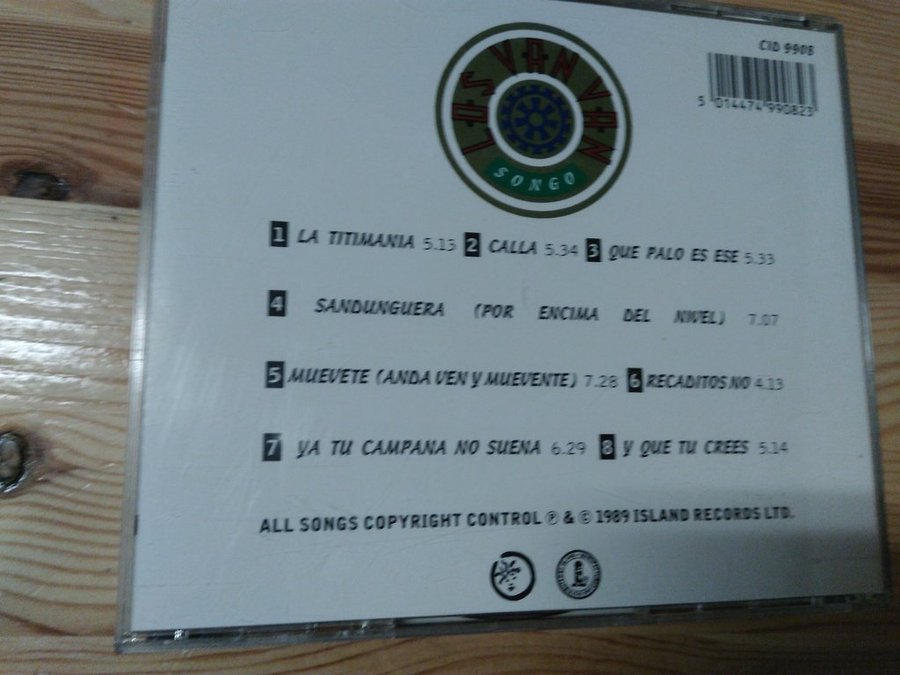 CID 9908
5 014474 990823
LOS VAN VAN
SONGO
1 LA TITIMANIA 5.13 2 CALLA 5.34 3 QUE PALO ES ESE 5.33
4 SANDUNGUERA (POR ENCIMA DEL NIVEL) 7.07
5 MUEVETE (ANDA VEN Y MUEVENTE) 7.28 6 RECADITOS NO 4.13
7 YA TU CAMPANA NO SUENA 6.29 8 Y QUE TU CREES 5.14
ALL SONGS COPYRIGHT CONTROL ℗ & © 1989 ISLAND RECORDS LTD.